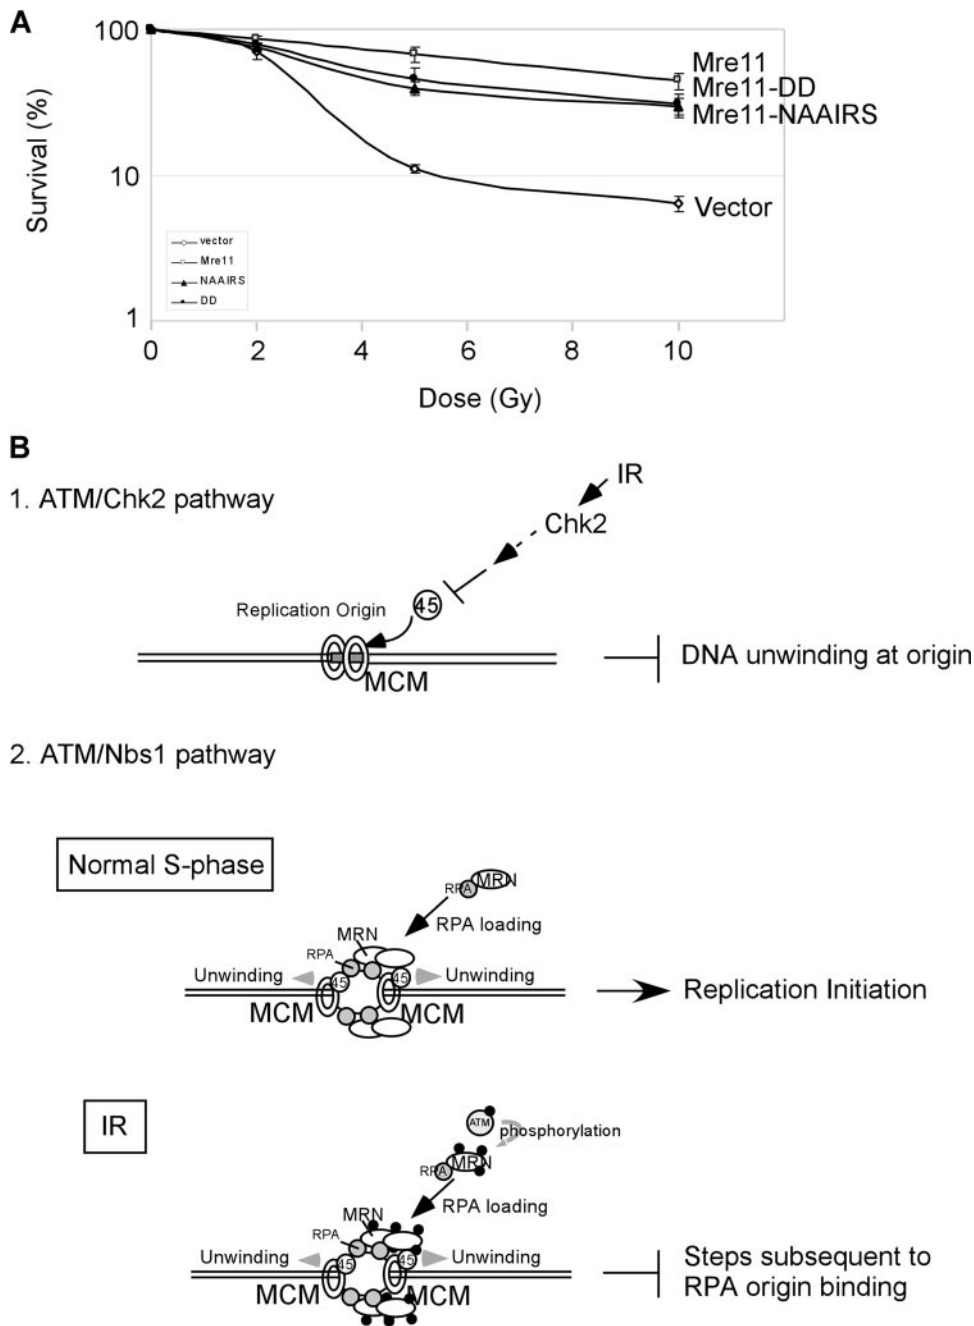 A
100
10
1
Survival (%)
Mre11
Mre11-DD
Mre11-NAAIRS
Vector
vector
Mre11
NAAIRS
DD
0 2 4 6 8 10
Dose (Gy)
B
1. ATM/Chk2 pathway
IR
Chk2
45
Replication Origin
MCM
DNA unwinding at origin
2. ATM/Nbs1 pathway
Normal S-phase
RPA MRN
RPA loading
MRN
RPA
Unwinding 45 45 Unwinding
MCM MCM
Replication Initiation
IR
ATM
phosphorylation
RPA MRN
RPA loading
MRN
RPA
Unwinding 45 45 Unwinding
MCM MCM
Steps subsequent to
RPA origin binding